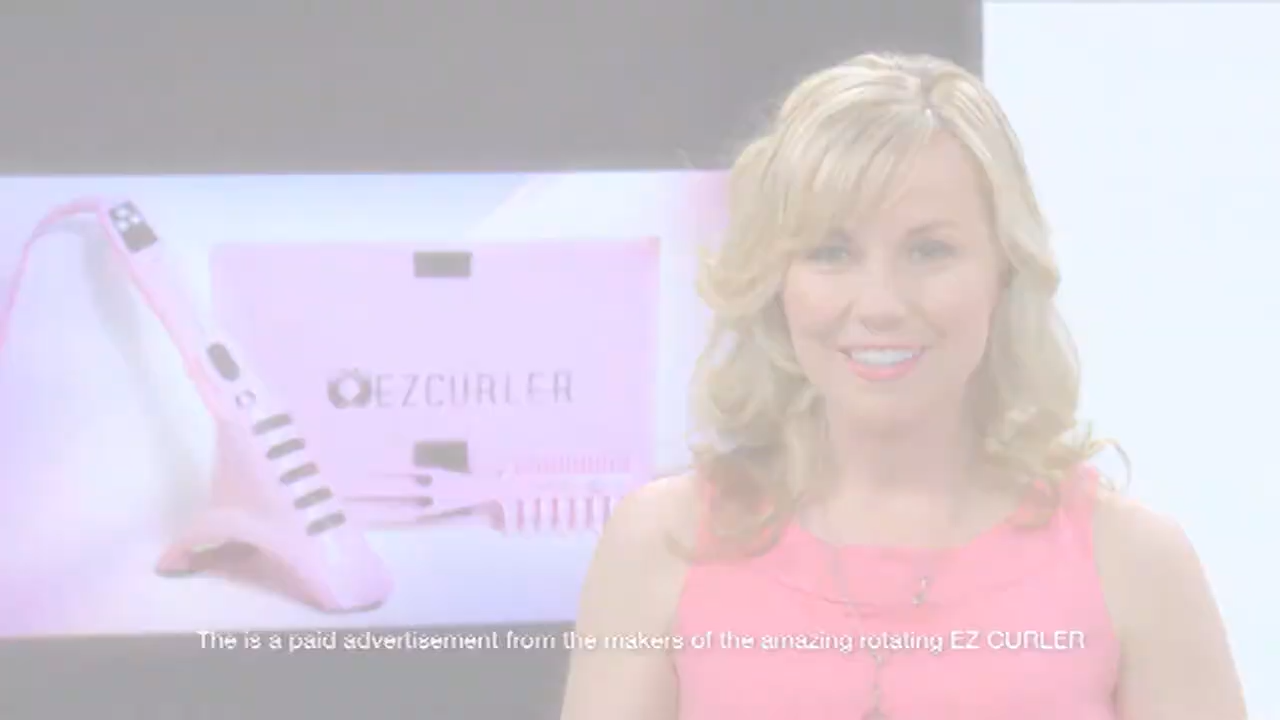 EZCURLER
The is a paid advertisement from the makers of the amazing rotating EZ CURLER